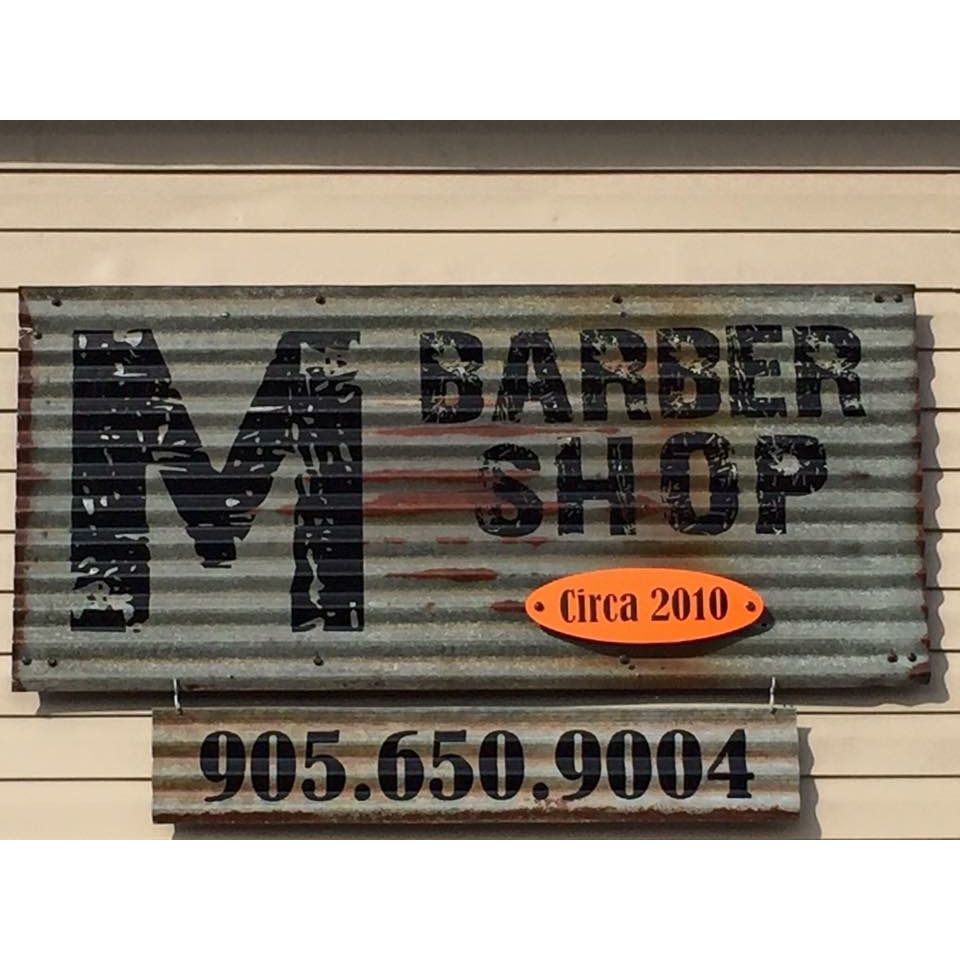 M BARBER
SHOP
Circa 2010
905.650.9004